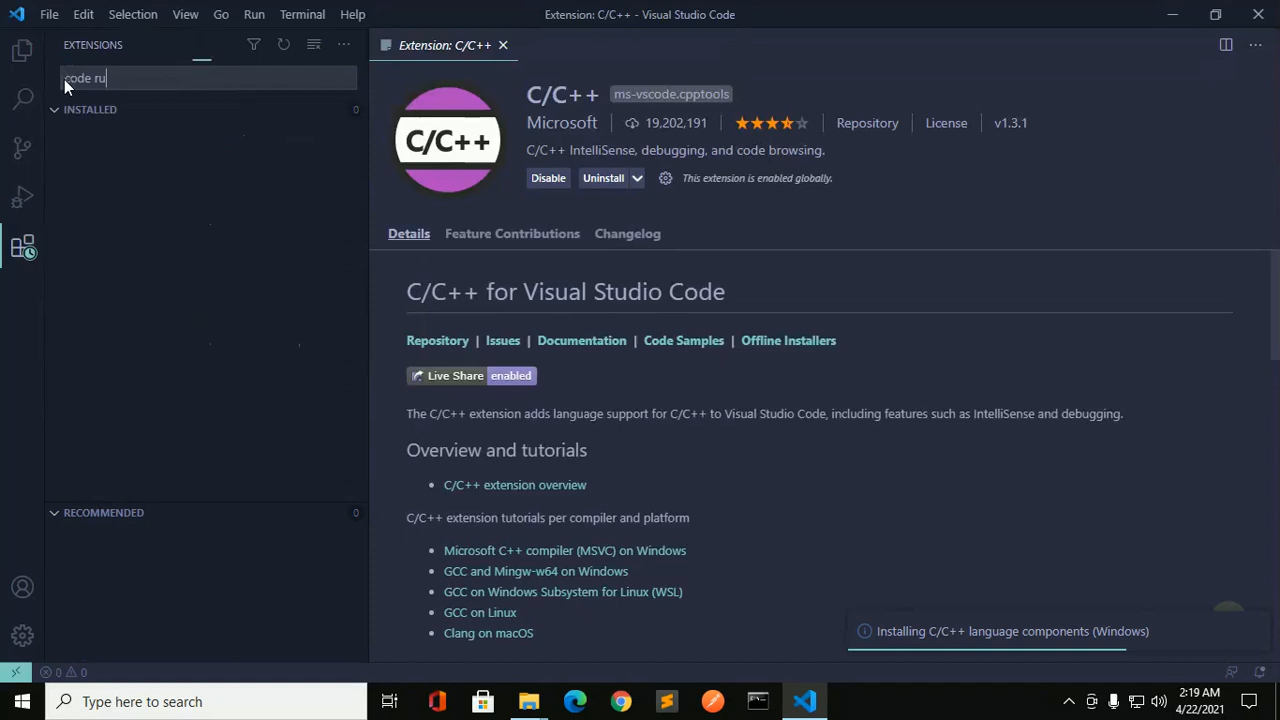 File Edit Selection View Go Run Terminal Help
Extension: C/C++ - Visual Studio Code
EXTENSIONS
Extension: C/C++
code ru
INSTALLED 0
C/C++
C/C++ ms-vscode.cpptools
Microsoft 19,202,191 Repository License v1.3.1
C/C++ IntelliSense, debugging, and code browsing.
Disable Uninstall This extension is enabled globally.
Details Feature Contributions Changelog
C/C++ for Visual Studio Code
Repository | Issues | Documentation | Code Samples | Offline Installers
Live Share enabled
The C/C++ extension adds language support for C/C++ to Visual Studio Code, including features such as IntelliSense and debugging.
Overview and tutorials
• C/C++ extension overview
C/C++ extension tutorials per compiler and platform
• Microsoft C++ compiler (MSVC) on Windows
• GCC and Mingw-w64 on Windows
• GCC on Windows Subsystem for Linux (WSL)
• GCC on Linux
• Clang on macOS
RECOMMENDED 0
Installing C/C++ language components (Windows)
0 0
Type here to search
2:19 AM
4/22/2021